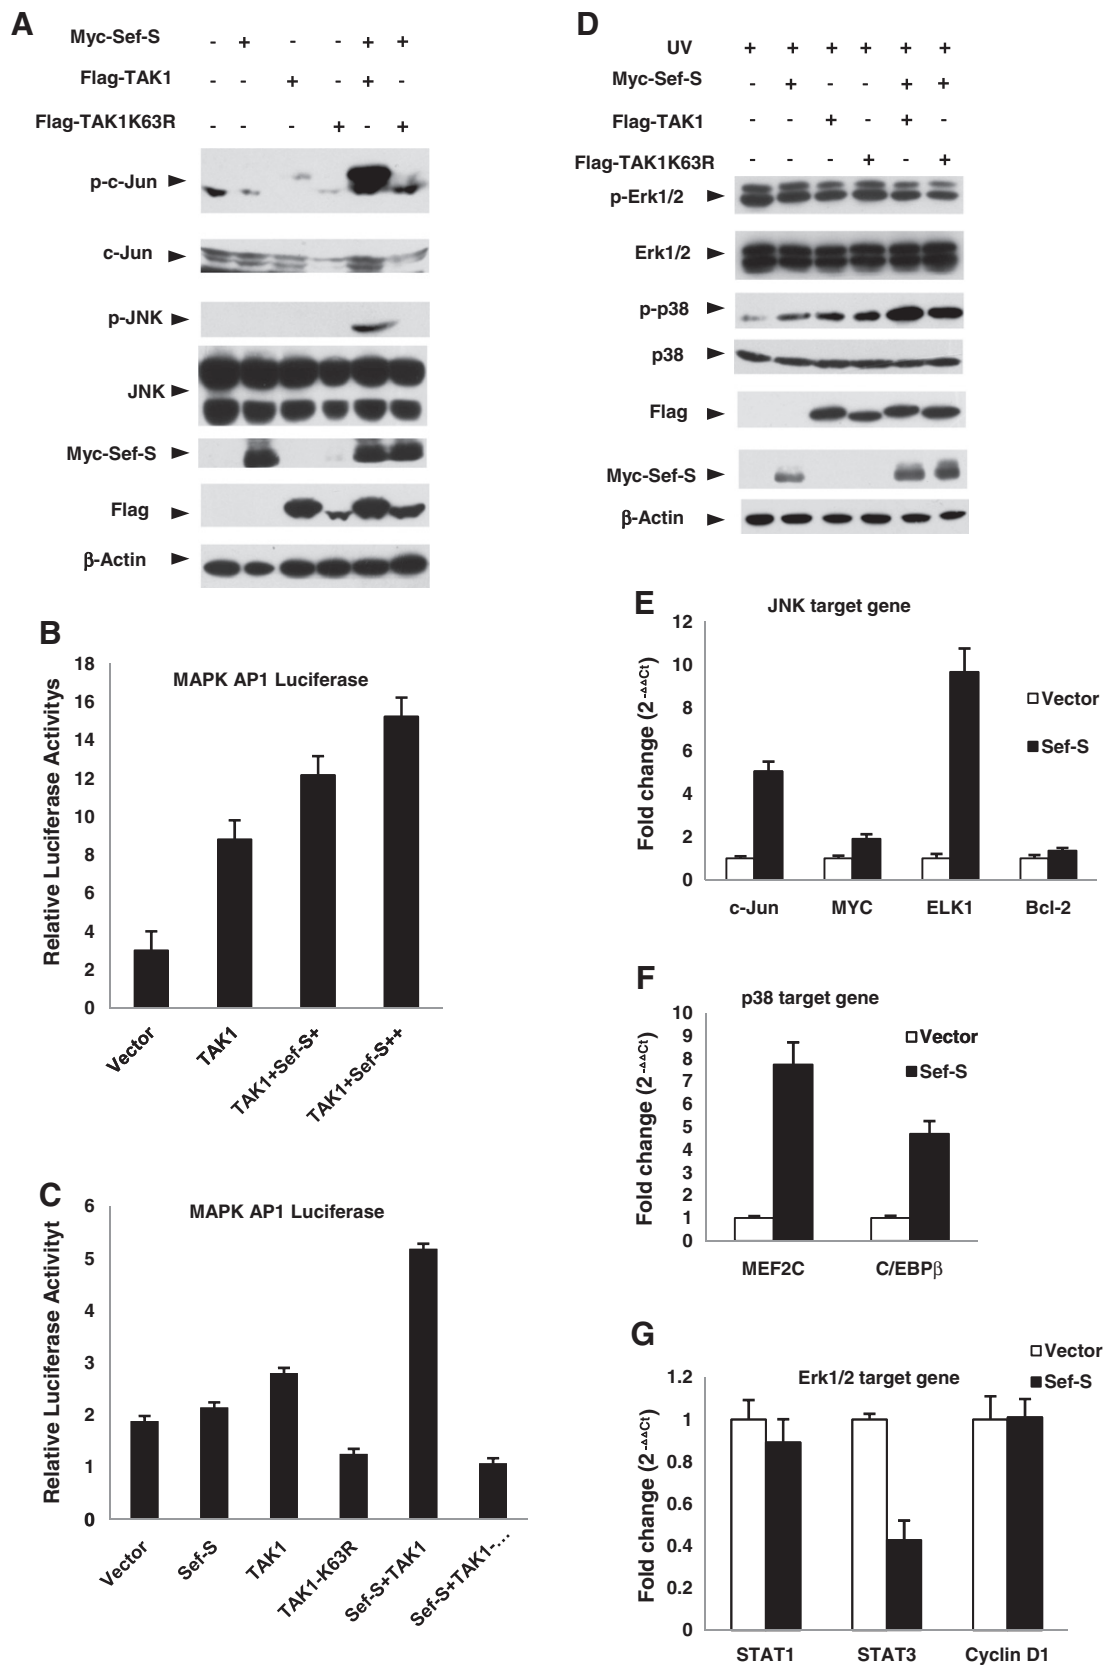 A
Myc-Sef-S - + - - + +
Flag-TAK1 - - + - + -
Flag-TAK1K63R - - - + - +
p-c-Jun
c-Jun
p-JNK
JNK
Myc-Sef-S
Flag
β-Actin
B
MAPK AP1 Luciferase
Relative Luciferase Activitys
18
16
14
12
10
8
6
4
2
0
Vector
TAK1
TAK1+Sef-S+
TAK1+Sef-S++
C
MAPK AP1 Luciferase
Relative Luciferase Activityt
6
5
4
3
2
1
0
Vector
Sef-S
TAK1
TAK1-K63R
Sef-S+TAK1
Sef-S+TAK1-...
D
UV + + + + + +
Myc-Sef-S - + - - + +
Flag-TAK1 - - + - + -
Flag-TAK1K63R - - - + - +
p-Erk1/2
Erk1/2
p-p38
p38
Flag
Myc-Sef-S
β-Actin
E
JNK target gene
Fold change (2-ΔΔCt)
12
10
8
6
4
2
0
Vector
Sef-S
c-Jun MYC ELK1 Bcl-2
F
p38 target gene
Fold change (2-ΔΔCt)
10
9
8
7
6
5
4
3
2
1
0
Vector
Sef-S
MEF2C C/EBPβ
G
Erk1/2 target gene
Vector
Sef-S
Fold change (2-ΔΔCt)
1.2
1
0.8
0.6
0.4
0.2
0
STAT1 STAT3 Cyclin D1